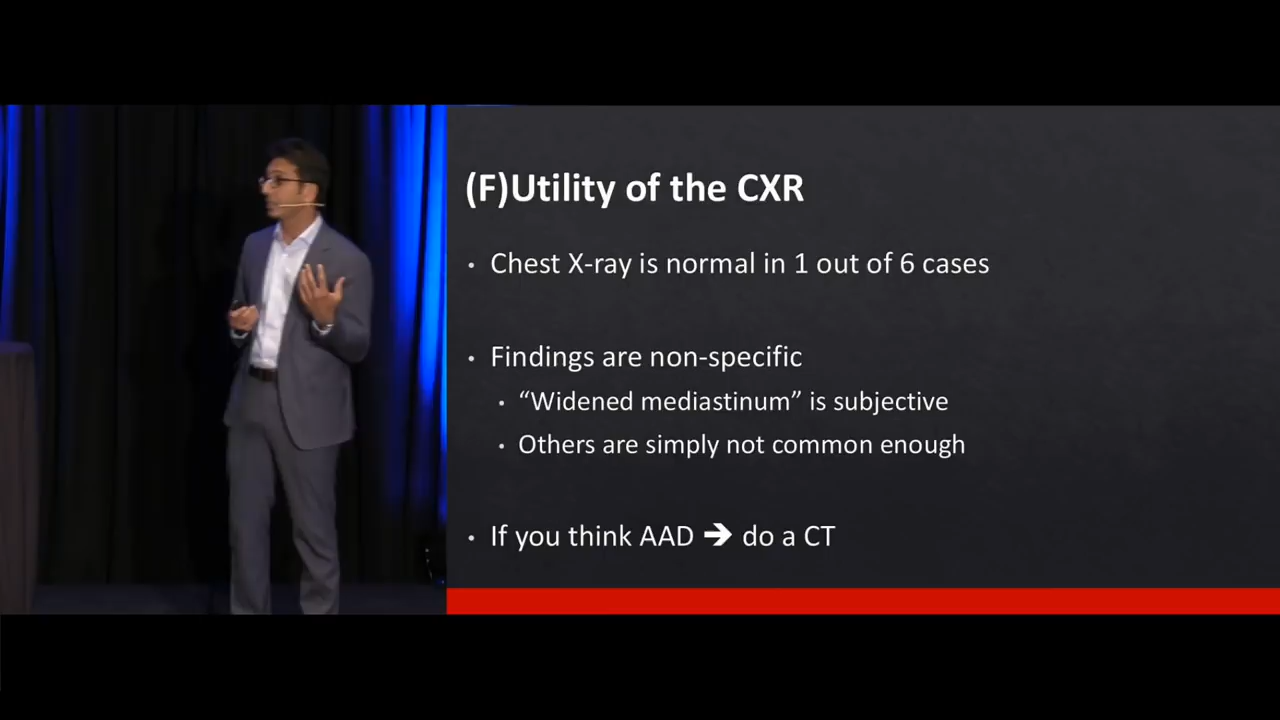 (F)Utility of the CXR
• Chest X-ray is normal in 1 out of 6 cases
• Findings are non-specific
• “Widened mediastinum” is subjective
• Others are simply not common enough
• If you think AAD ➔ do a CT